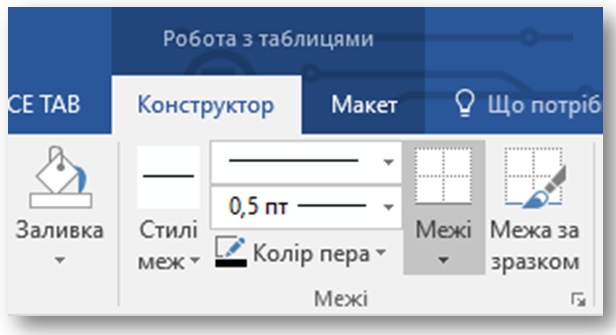 Робота з таблицями
CE TAB Конструктор Макет Що потріб
0,5 пт
Заливка Стилі меж Колір пера Межі Межа за зразком
Межі